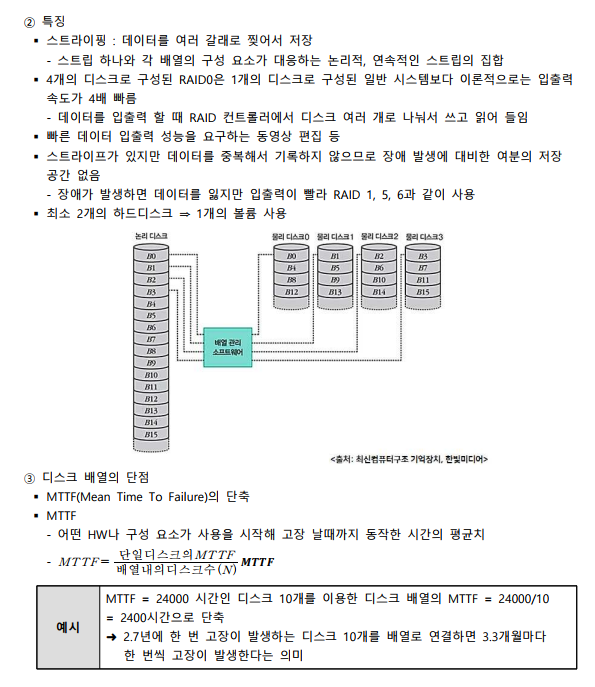 ② 특징
▪ 스트라이핑 : 데이터를 여러 갈래로 찢어서 저장
- 스트립 하나와 각 배열의 구성 요소가 대응하는 논리적, 연속적인 스트립의 집합
▪ 4개의 디스크로 구성된 RAID0은 1개의 디스크로 구성된 일반 시스템보다 이론적으로는 입출력
속도가 4배 빠름
- 데이터를 입출력 할 때 RAID 컨트롤러에서 디스크 여러 개로 나눠서 쓰고 읽어 들임
▪ 빠른 데이터 입출력 성능을 요구하는 동영상 편집 등
▪ 스트라이프가 있지만 데이터를 중복해서 기록하지 않으므로 장애 발생에 대비한 여분의 저장
공간 없음
- 장애가 발생하면 데이터를 잃지만 입출력이 빨라 RAID 1, 5, 6과 같이 사용
▪ 최소 2개의 하드디스크 ⇒ 1개의 볼륨 사용
논리 디스크
B0
B1
B2
B3
B4
B5
B6
B7
B8
B9
B10
B11
B12
B13
B14
B15
배열 관리
소프트웨어
물리 디스크0 물리 디스크1 물리 디스크2 물리 디스크3
B0 B1 B2 B3
B4 B5 B6 B7
B8 B9 B10 B11
B12 B13 B14 B15
<출처: 최신컴퓨터구조 기억장치, 한빛미디어>
③ 디스크 배열의 단점
▪ MTTF(Mean Time To Failure)의 단축
▪ MTTF
- 어떤 HW나 구성 요소가 사용을 시작해 고장 날때까지 동작한 시간의 평균치
- MTTF = 단일디스크의MTTF / 배열내의디스크수(N) MTTF
예시
MTTF = 24000 시간인 디스크 10개를 이용한 디스크 배열의 MTTF = 24000/10
= 2400시간으로 단축
➔ 2.7년에 한 번 고장이 발생하는 디스크 10개를 배열로 연결하면 3.3개월마다
한 번씩 고장이 발생한다는 의미